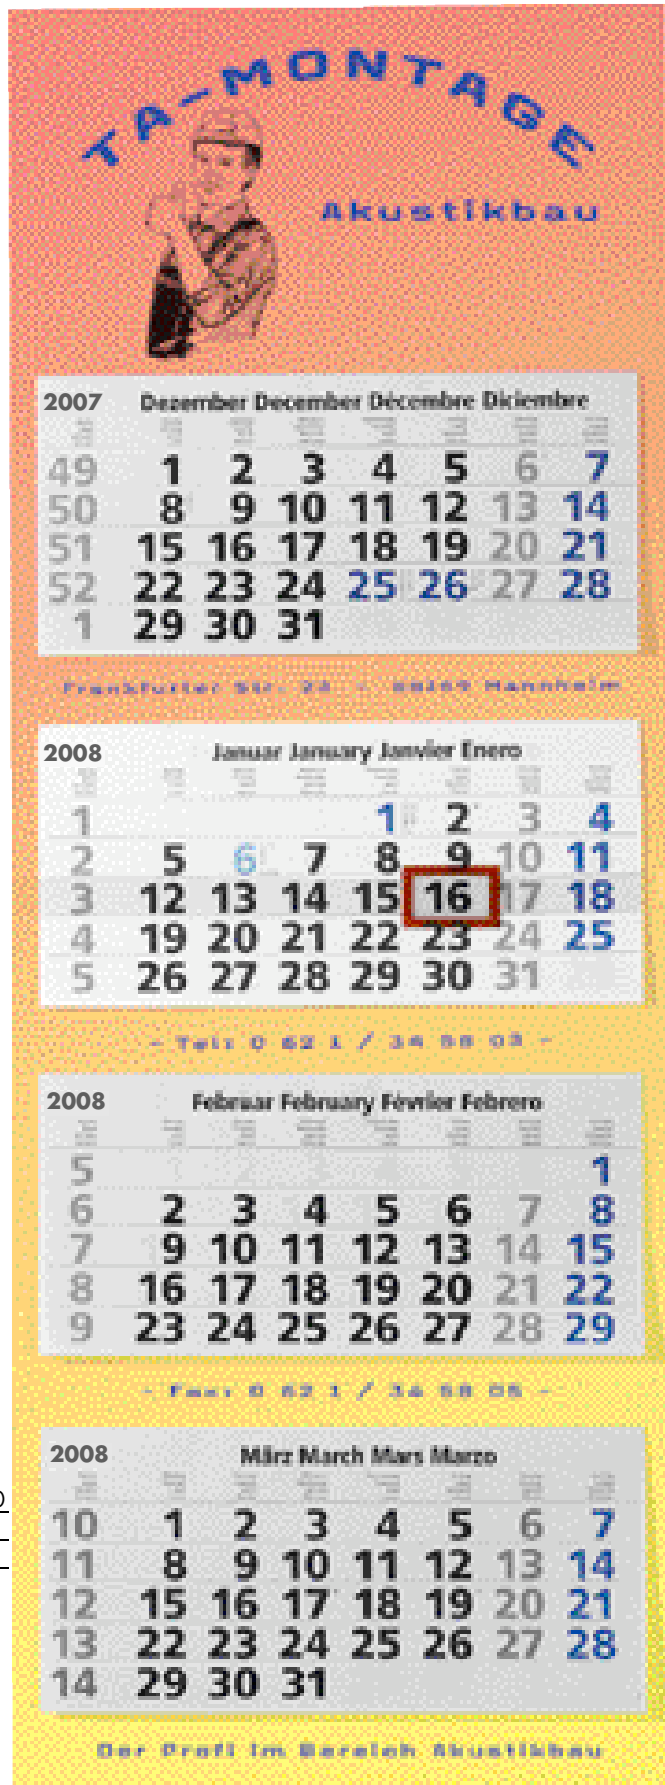 TA-MONTAGE
Akustikbau
2007 Dezember December Décembre Diciembre
49 1 2 3 4 5 6 7
50 8 9 10 11 12 13 14
51 15 16 17 18 19 20 21
52 22 23 24 25 26 27 28
1 29 30 31
Frankfurter Str. 23 - 68169 Mannheim
2008 Januar January Janvier Enero
1 1 2 3 4
2 5 6 7 8 9 10 11
3 12 13 14 15 16 17 18
4 19 20 21 22 23 24 25
5 26 27 28 29 30 31
- Tel: 0 62 1 / 34 58 03 -
2008 Februar February Février Febrero
5 1
6 2 3 4 5 6 7 8
7 9 10 11 12 13 14 15
8 16 17 18 19 20 21 22
9 23 24 25 26 27 28 29
- Fax: 0 62 1 / 34 58 05 -
2008 März March Mars Marzo
10 1 2 3 4 5 6 7
11 8 9 10 11 12 13 14
12 15 16 17 18 19 20 21
13 22 23 24 25 26 27 28
14 29 30 31
Der Profi im Bereich Akustikbau